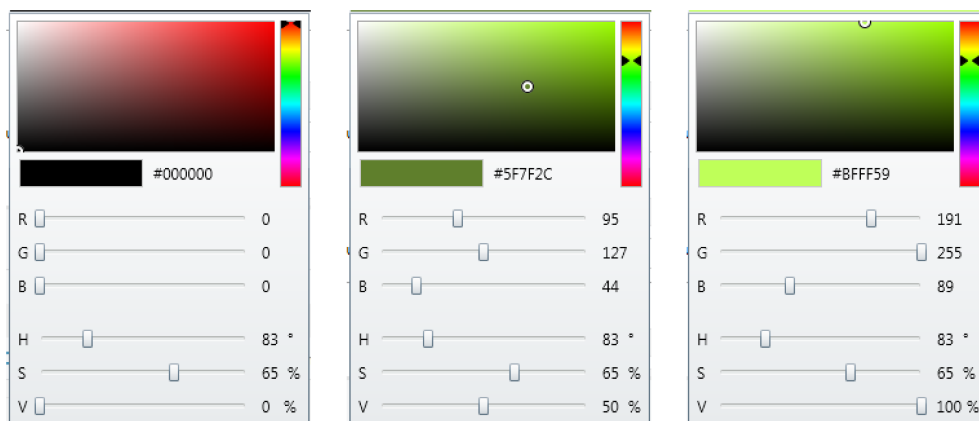 #000000
R 0
G 0
B 0
H 83 °
S 65 %
V 0 %
#5F7F2C
R 95
G 127
B 44
H 83 °
S 65 %
V 50 %
#BFFF59
R 191
G 255
B 89
H 83 °
S 65 %
V 100 %